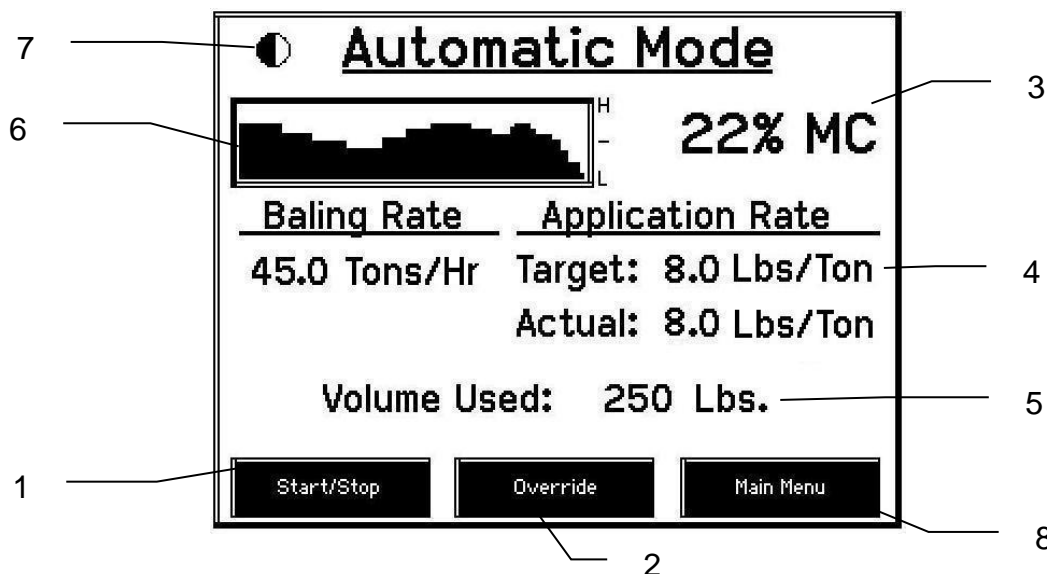 7
Automatic Mode
3
6
H
–
L
22% MC
Baling Rate
Application Rate
45.0 Tons/Hr
Target: 8.0 Lbs/Ton
4
Actual: 8.0 Lbs/Ton
Volume Used: 250 Lbs.
5
1
Start/Stop
Override
Main Menu
8
2